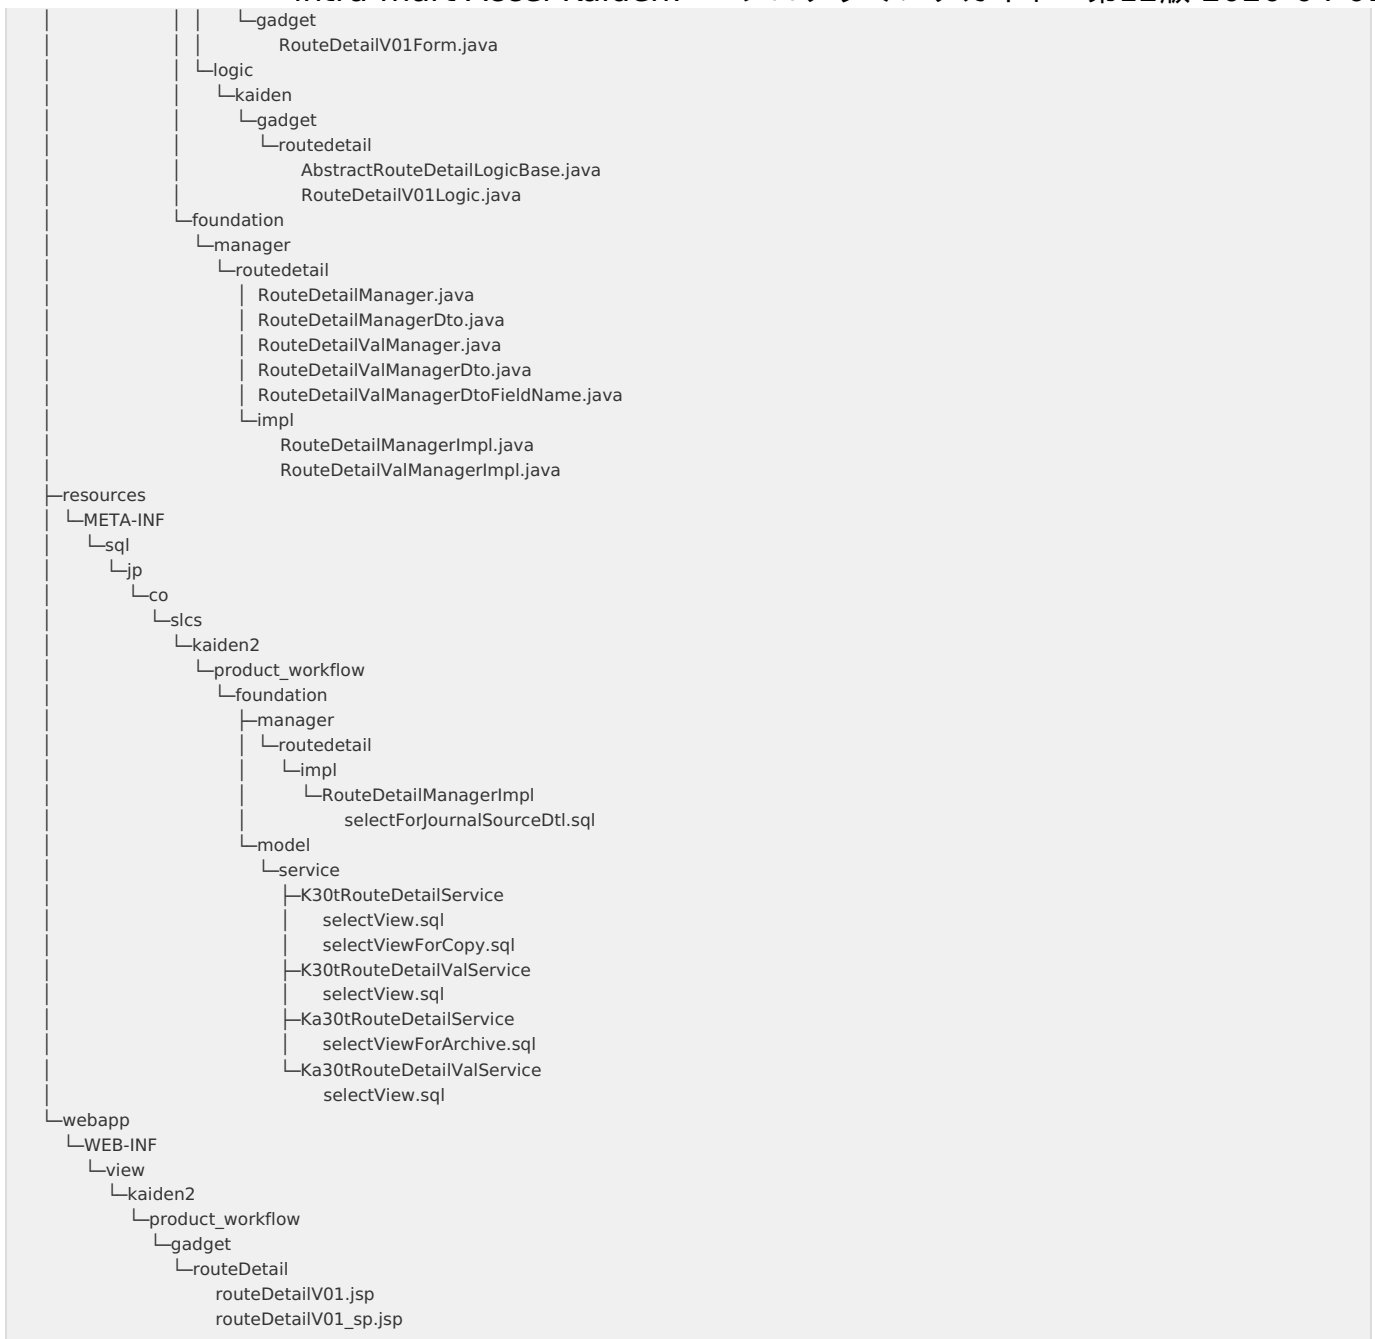 └─gadget
RouteDetailV01Form.java
└─logic
└─kaiden
└─gadget
└─routedetail
AbstractRouteDetailLogicBase.java
RouteDetailV01Logic.java
└─foundation
└─manager
└─routedetail
│ RouteDetailManager.java
│ RouteDetailManagerDto.java
│ RouteDetailValManager.java
│ RouteDetailValManagerDto.java
│ RouteDetailValManagerDtoFieldName.java
└─impl
RouteDetailManagerImpl.java
RouteDetailValManagerImpl.java
├─resources
│ └─META-INF
│ └─sql
│ └─jp
│ └─co
│ └─slcs
│ └─kaiden2
│ └─product_workflow
│ └─foundation
│ ├─manager
│ │ └─routedetail
│ │ └─impl
│ │ └─RouteDetailManagerImpl
│ │ selectForJournalSourceDtl.sql
│ └─model
│ └─service
│ ├─K30tRouteDetailService
│ │ selectView.sql
│ │ selectViewForCopy.sql
│ ├─K30tRouteDetailValService
│ │ selectView.sql
│ ├─Ka30tRouteDetailService
│ │ selectViewForArchive.sql
│ └─Ka30tRouteDetailValService
│ selectView.sql
└─webapp
└─WEB-INF
└─view
└─kaiden2
└─product_workflow
└─gadget
└─routeDetail
routeDetailV01.jsp
routeDetailV01_sp.jsp